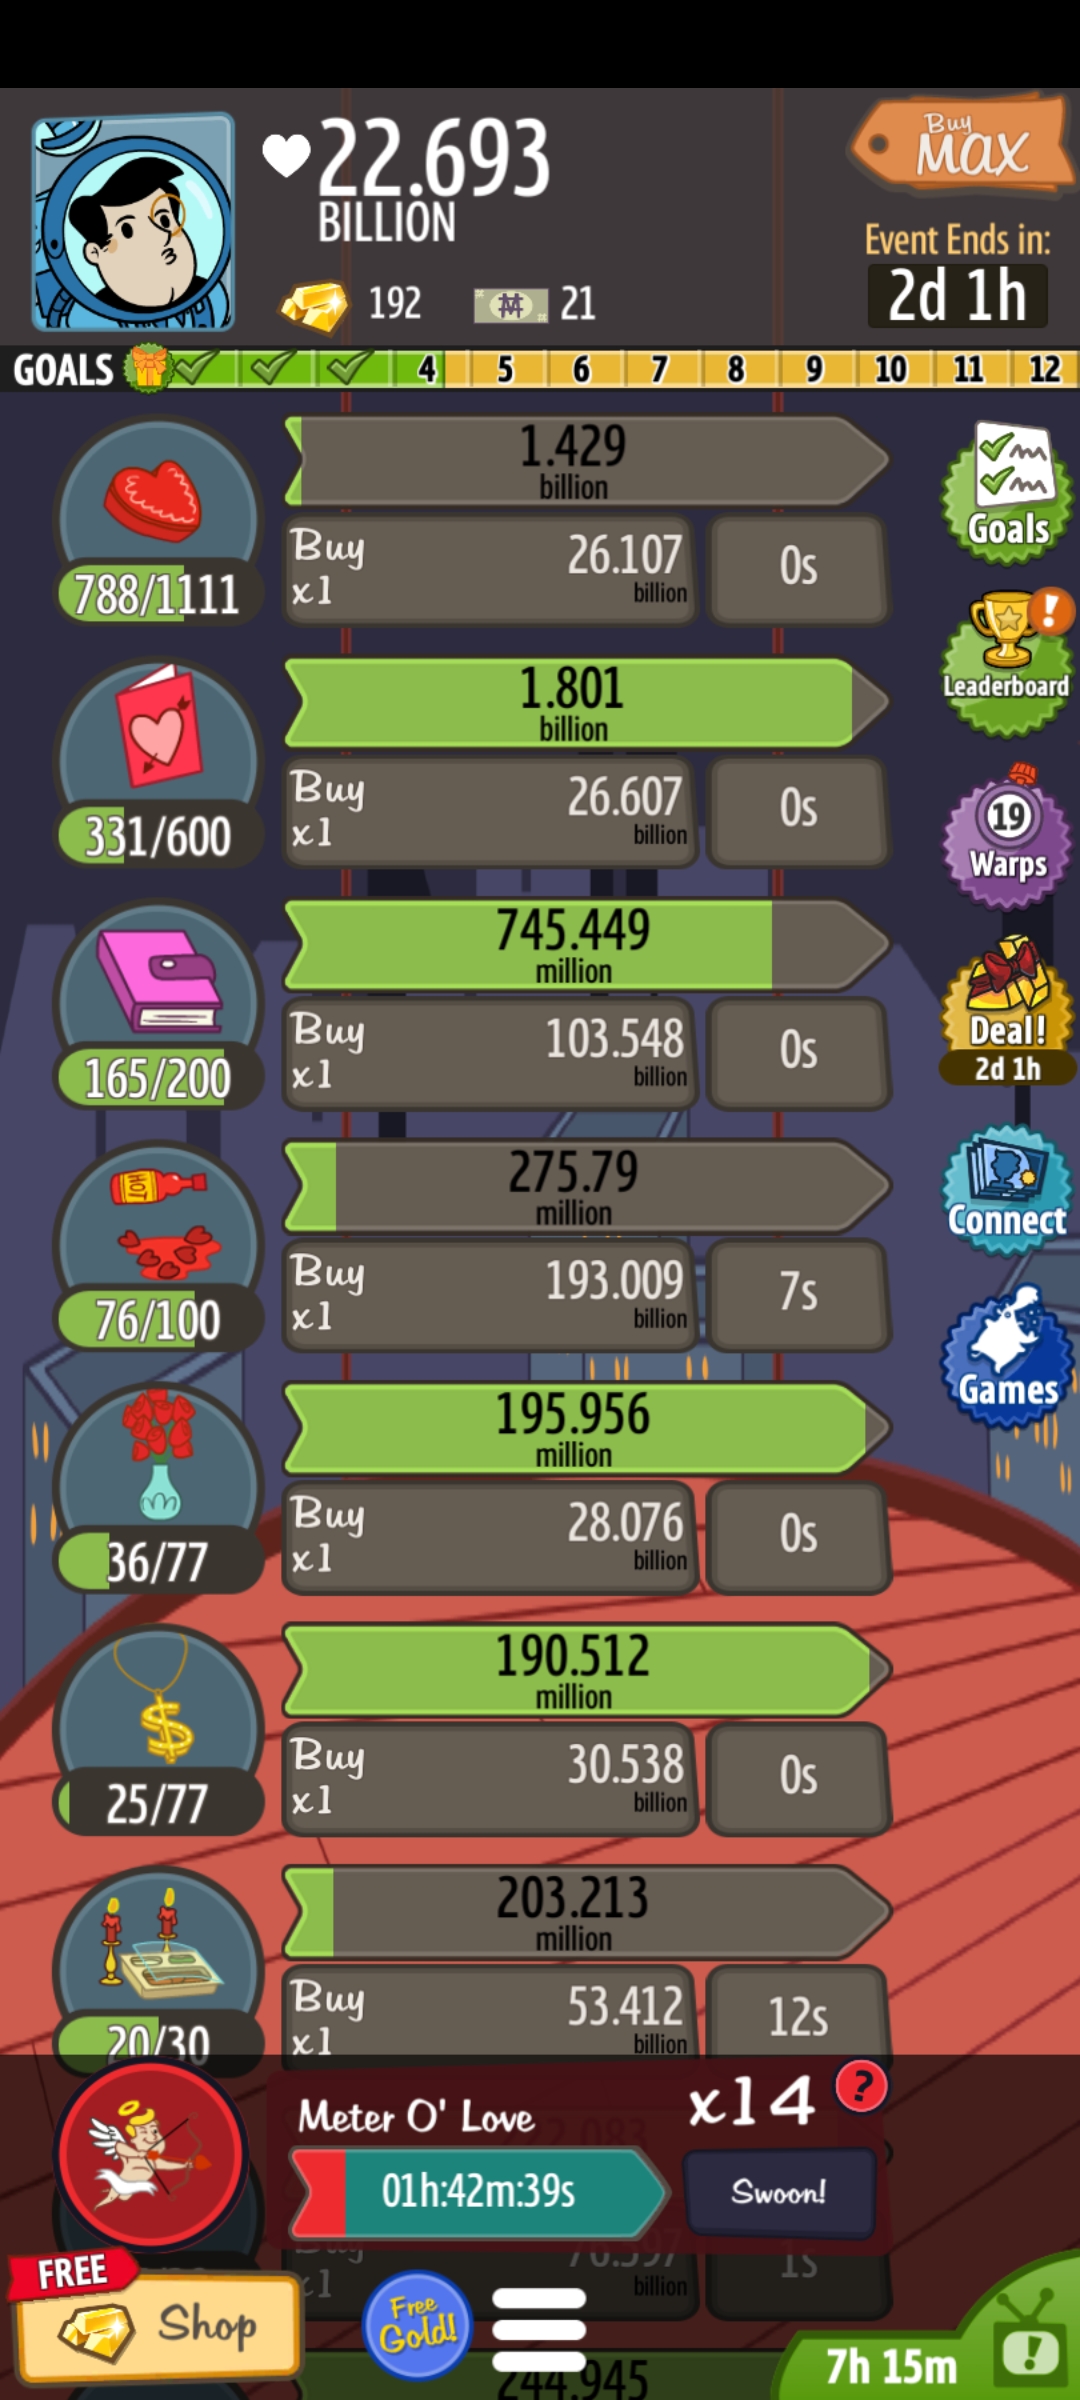 22.693
BILLION
192
21
Buy
MAX
Event Ends in:
2d 1h
GOALS 4 5 6 7 8 9 10 11 12
1.429
billion
Buy
x1
26.107
billion
0s
788/1111
1.801
billion
Buy
x1
26.607
billion
0s
331/600
745.449
million
Buy
x1
103.548
billion
0s
165/200
HOT
275.79
million
Buy
x1
193.009
billion
7s
76/100
195.956
million
Buy
x1
28.076
billion
0s
36/77
190.512
million
Buy
x1
30.538
billion
0s
25/77
203.213
million
Buy
x1
53.412
billion
12s
20/30
Goals
Leaderboard
19
Warps
Deal!
2d 1h
Connect
Games
Meter O' Love
x14
?
01h:42m:39s
Swoon!
Buy
x1
billion
1s
FREE
Shop
Free
Gold!
244.945
7h 15m